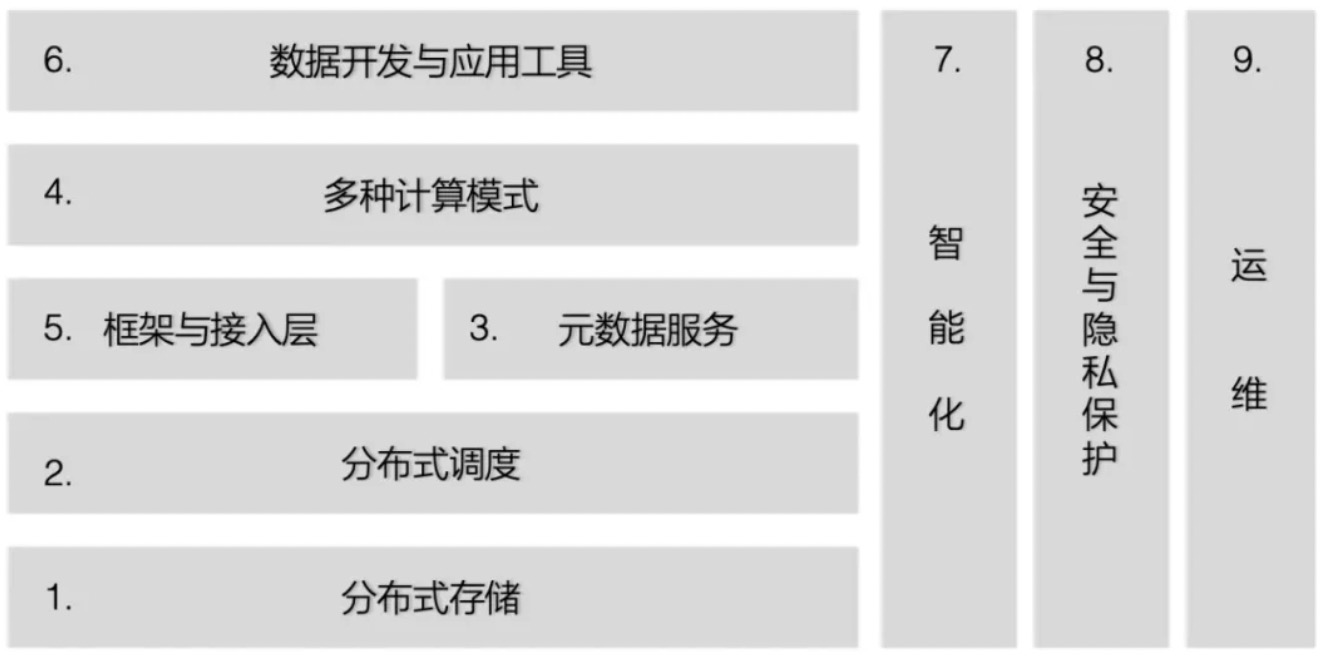 6. 数据开发与应用工具
4. 多种计算模式
5. 框架与接入层
3. 元数据服务
2. 分布式调度
1. 分布式存储
7. 智能化
8. 安全与隐私保护
9. 运维